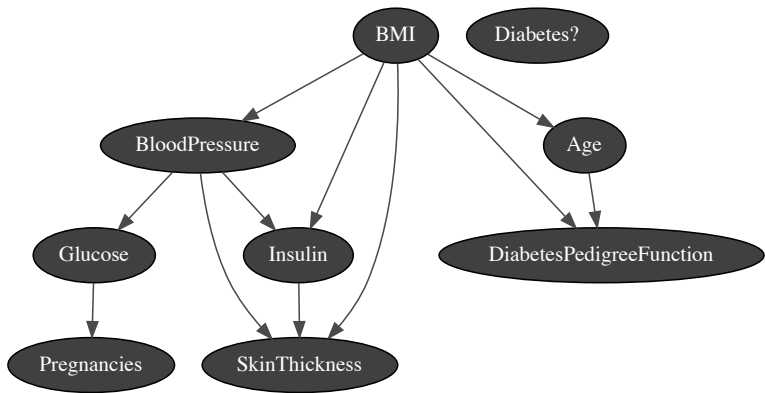 BMI
Diabetes?
BloodPressure
Age
Glucose
Insulin
DiabetesPedigreeFunction
Pregnancies
SkinThickness